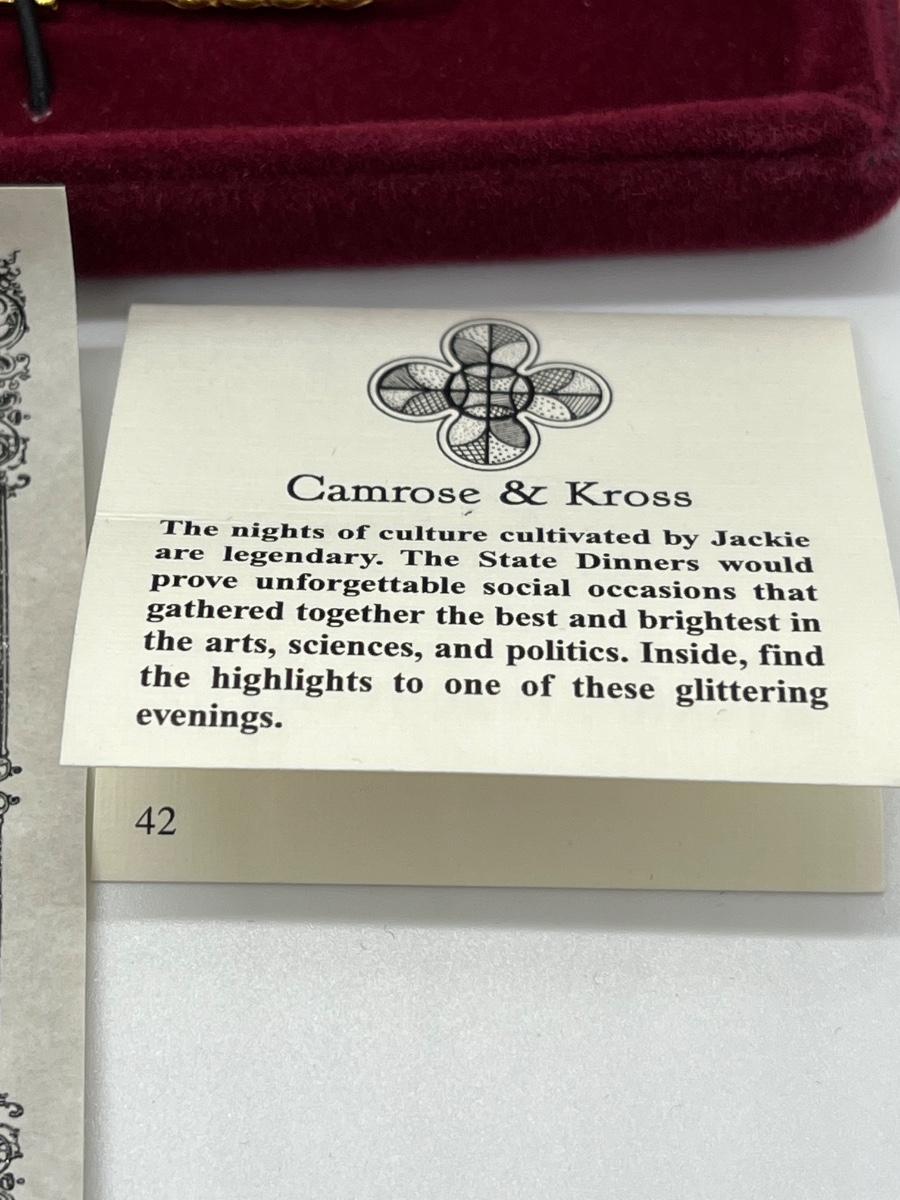 Camrose & Kross
The nights of culture cultivated by Jackie
are legendary. The State Dinners would
prove unforgettable social occasions that
gathered together the best and brightest in
the arts, sciences, and politics. Inside, find
the highlights to one of these glittering
evenings.
42